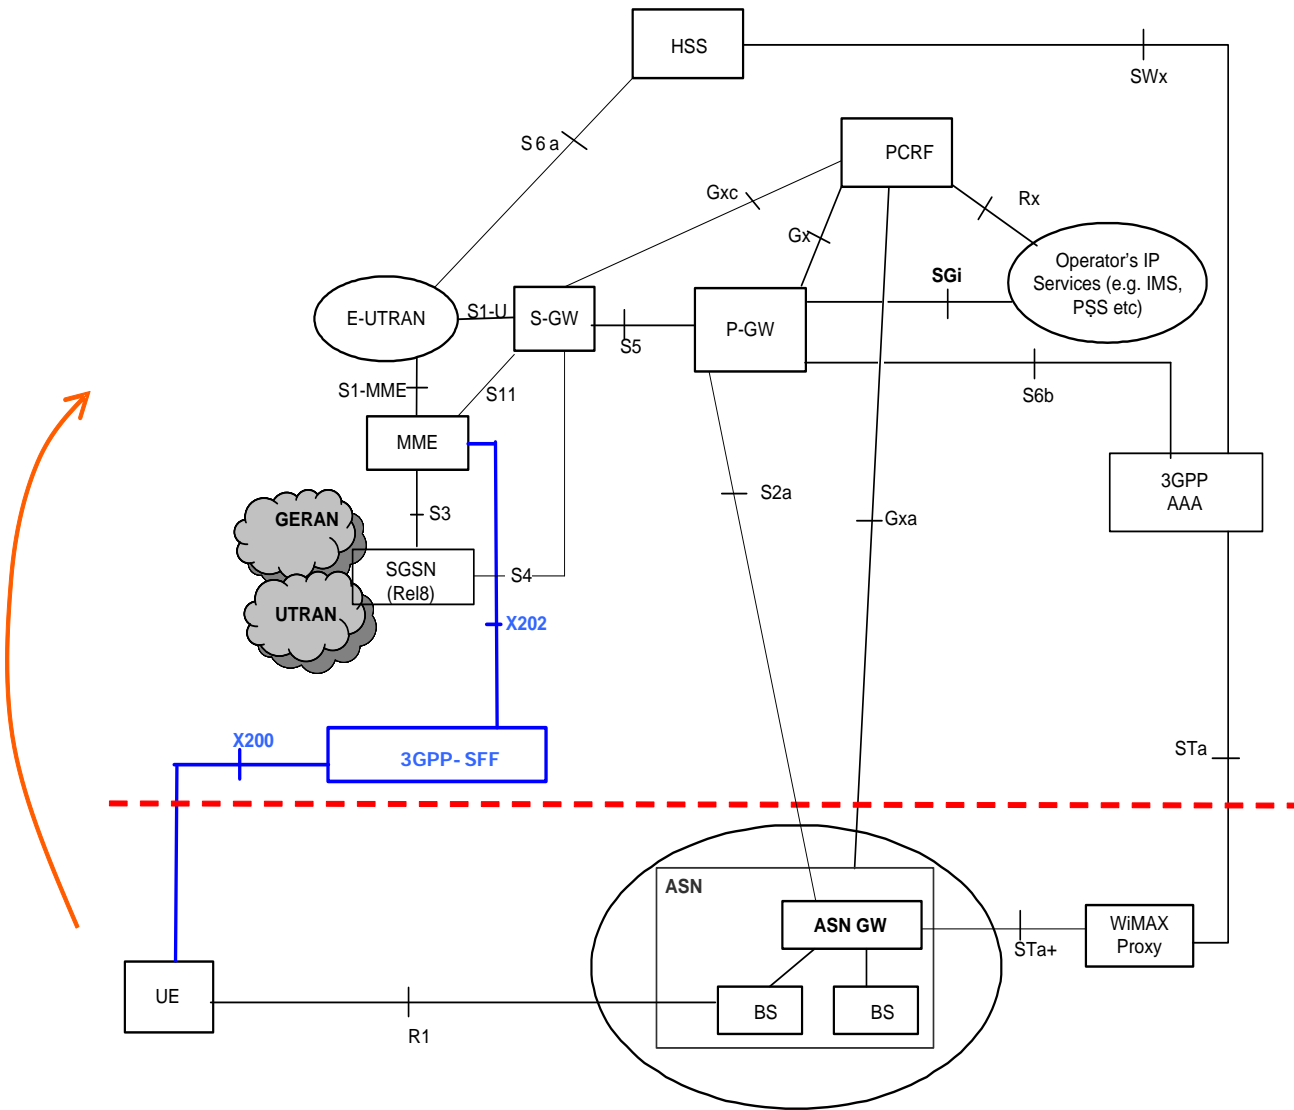 HSS
SWx
S6a
PCRF
Gxc
Rx
Gx
Operator's IP
Services (e.g. IMS,
PSS etc)
SGi
E-UTRAN
S1-U
S-GW
P-GW
S5
S1-MME
S11
S6b
MME
3GPP
AAA
S2a
GERAN
S3
Gxa
SGSN
(Rel8)
S4
UTRAN
X202
X200
3GPP- SFF
STa
ASN
ASN GW
WiMAX
Proxy
STa+
UE
BS
BS
R1